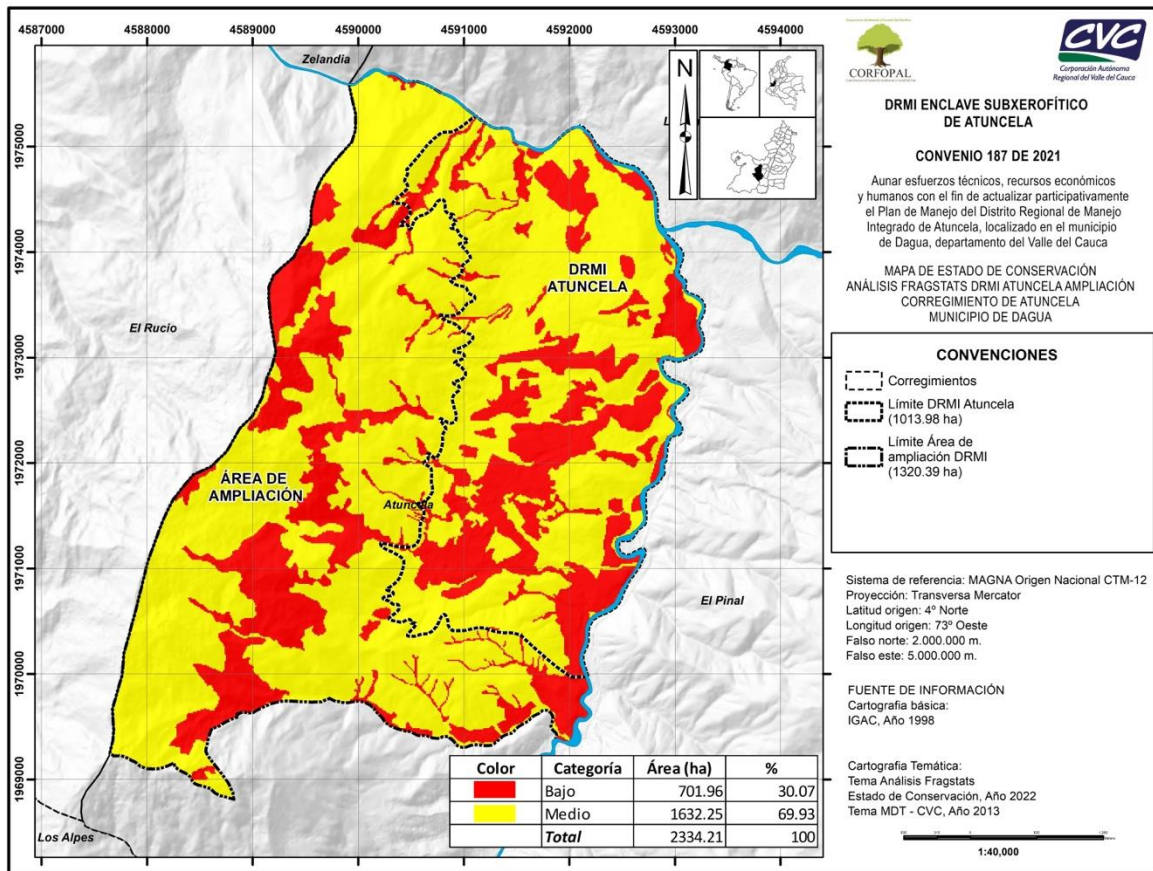 4587000 4588000 4589000 4590000 4591000 4592000 4593000 4594000
1975000
1974000
1973000
1972000
1971000
1970000
1969000
Zelandia
N
DRMI
ATUNCELA
El Rucio
ÁREA DE
AMPLIACIÓN
El Pinal
Los Alpes
Color Categoría Área (ha) %
Bajo 701.96 30.07
Medio 1632.25 69.93
Total 2334.21 100
CORFOPAL
CVC
Corporación Autónoma
Regional del Valle del Cauca
DRMI ENCLAVE SUBXEROFÍTICO
DE ATUNCELA
CONVENIO 187 DE 2021
Aunar esfuerzos técnicos, recursos económicos
y humanos con el fin de actualizar participativamente
el Plan de Manejo del Distrito Regional de Manejo
Integrado de Atuncela, localizado en el municipio
de Dagua, departamento del Valle del Cauca
MAPA DE ESTADO DE CONSERVACIÓN
ANÁLISIS FRAGSTATS DRMI ATUNCELA AMPLIACIÓN
CORREGIMIENTO DE ATUNCELA
MUNICIPIO DE DAGUA
CONVENCIONES
Corregimientos
Límite DRMI Atuncela
(1013.98 ha)
Límite Área de
ampliación DRMI
(1320.39 ha)
Sistema de referencia: MAGNA Origen Nacional CTM-12
Proyección: Transversa Mercator
Latitud origen: 4º Norte
Longitud origen: 73º Oeste
Falso norte: 2.000.000 m.
Falso este: 5.000.000 m.
FUENTE DE INFORMACIÓN
Cartografia básica:
IGAC, Año 1998
Cartografia Temática:
Tema Análisis Fragstats
Estado de Conservación, Año 2022
Tema MDT - CVC, Año 2013
1:40,000